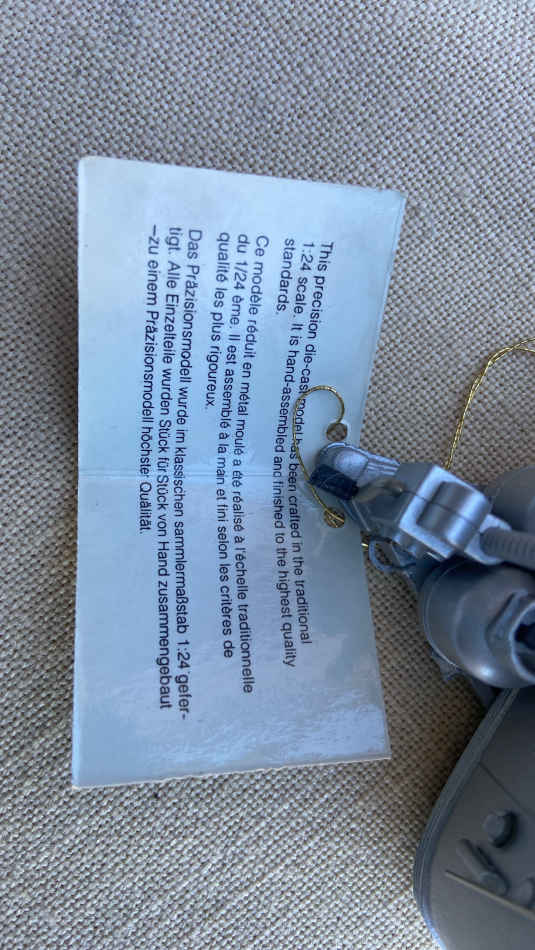 This precision die-cast model has been crafted in the traditional
1:24 scale. It is hand-assembled and finished to the highest quality
standards.
Ce modèle réduit en métal moulé a été réalisé à l'échelle traditionnelle
du 1/24 ème. Il est assemblé à la man et fini selon les critères de
qualité les plus rigoureux.
Das Präzisionsmodell wurde im klassischen sammlermaßstab 1:24 gefer-
tigt. Alle Einzelteile wurden Stück für Stück von Hand zusammengebaut
–zu einem Präzisionsmodell höchster Qualität.